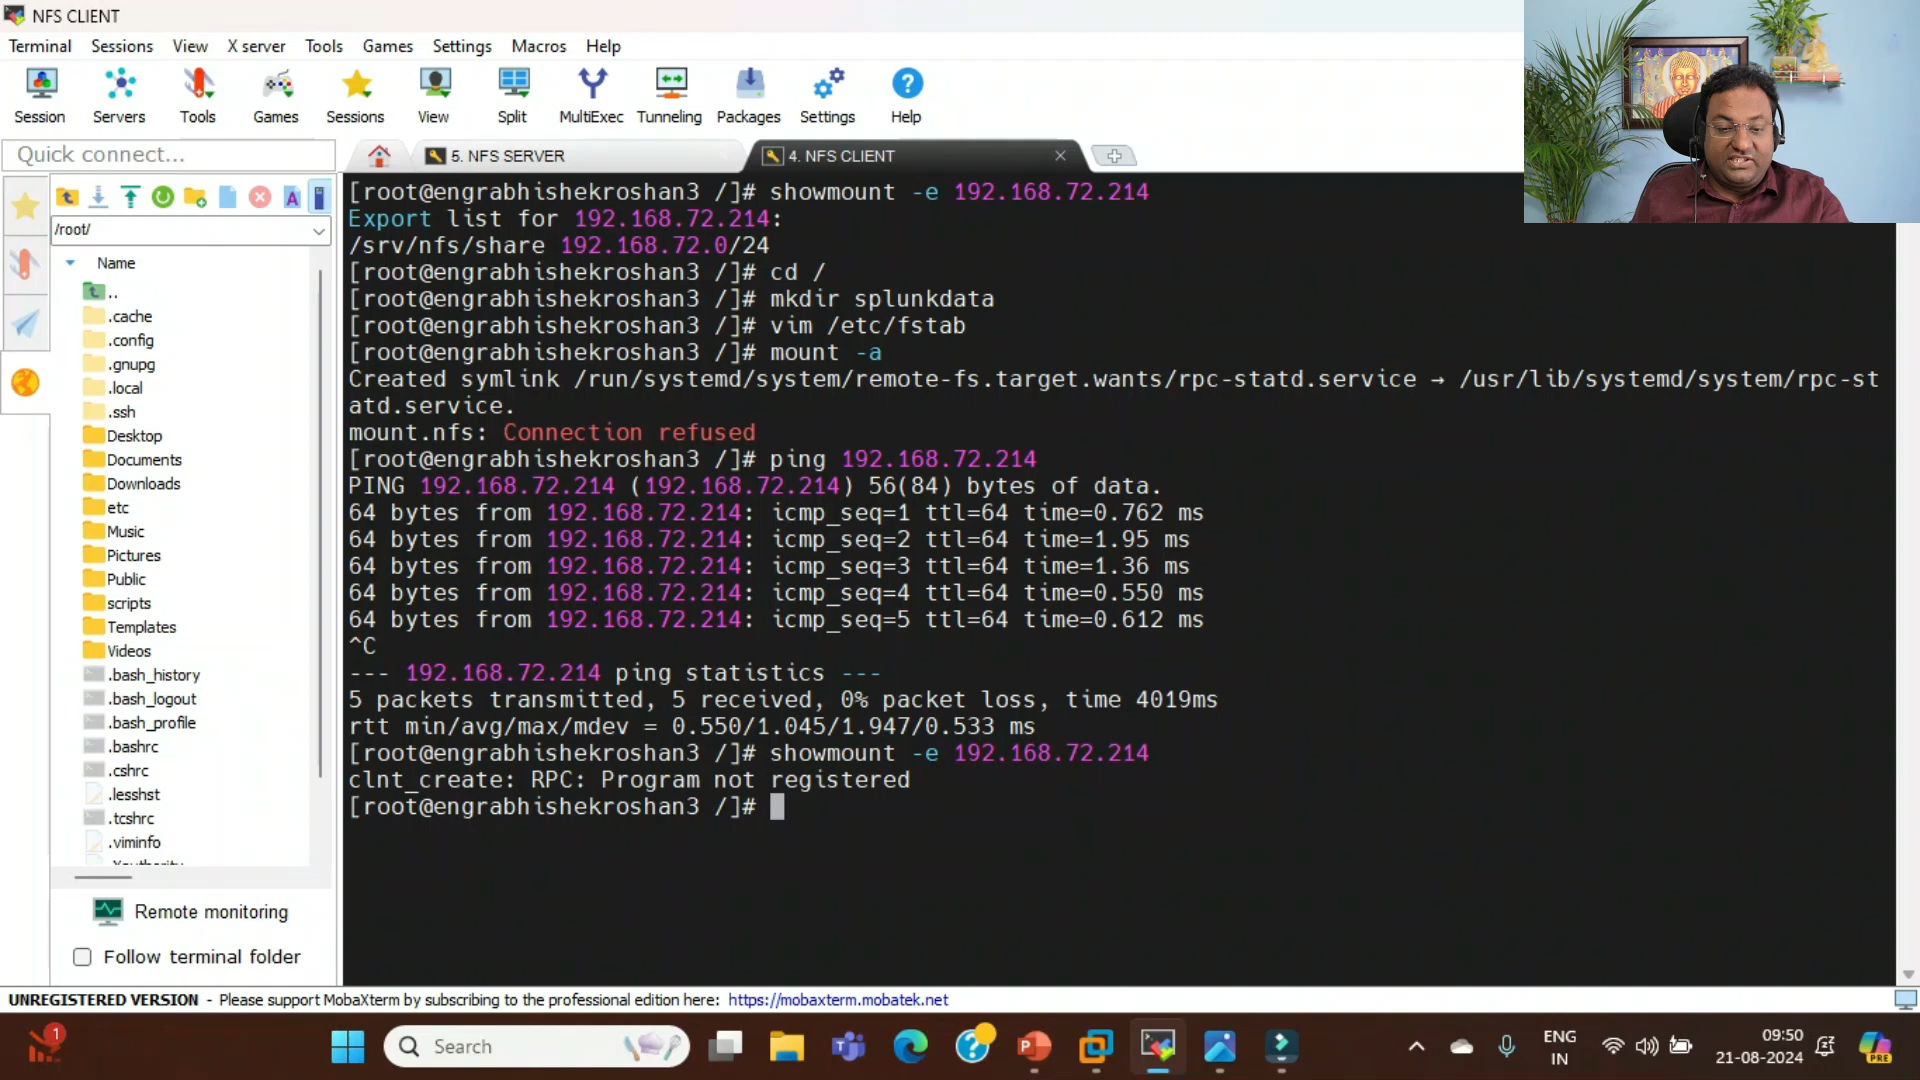 NFS CLIENT
Terminal Sessions View X server Tools Games Settings Macros Help
Session Servers Tools Games Sessions View Split MultiExec Tunneling Packages Settings Help
Quick connect...
5. NFS SERVER
4. NFS CLIENT
/root/
Name
..
.cache
.config
.gnupg
.local
.ssh
Desktop
Documents
Downloads
etc
Music
Pictures
Public
scripts
Templates
Videos
.bash_history
.bash_logout
.bash_profile
.bashrc
.cshrc
.lesshst
.tcshrc
.viminfo
.Xauthority
Remote monitoring
Follow terminal folder
[root@engrabhishekroshan3 /]# showmount -e 192.168.72.214
Export list for 192.168.72.214:
/srv/nfs/share 192.168.72.0/24
[root@engrabhishekroshan3 /]# cd /
[root@engrabhishekroshan3 /]# mkdir splunkdata
[root@engrabhishekroshan3 /]# vim /etc/fstab
[root@engrabhishekroshan3 /]# mount -a
Created symlink /run/systemd/system/remote-fs.target.wants/rpc-statd.service → /usr/lib/systemd/system/rpc-st
atd.service.
mount.nfs: Connection refused
[root@engrabhishekroshan3 /]# ping 192.168.72.214
PING 192.168.72.214 (192.168.72.214) 56(84) bytes of data.
64 bytes from 192.168.72.214: icmp_seq=1 ttl=64 time=0.762 ms
64 bytes from 192.168.72.214: icmp_seq=2 ttl=64 time=1.95 ms
64 bytes from 192.168.72.214: icmp_seq=3 ttl=64 time=1.36 ms
64 bytes from 192.168.72.214: icmp_seq=4 ttl=64 time=0.550 ms
64 bytes from 192.168.72.214: icmp_seq=5 ttl=64 time=0.612 ms
^C
--- 192.168.72.214 ping statistics ---
5 packets transmitted, 5 received, 0% packet loss, time 4019ms
rtt min/avg/max/mdev = 0.550/1.045/1.947/0.533 ms
[root@engrabhishekroshan3 /]# showmount -e 192.168.72.214
clnt_create: RPC: Program not registered
[root@engrabhishekroshan3 /]#
UNREGISTERED VERSION - Please support MobaXterm by subscribing to the professional edition here: https://mobaxterm.mobatek.net
1
Search
ENG
IN
09:50
21-08-2024
PRE